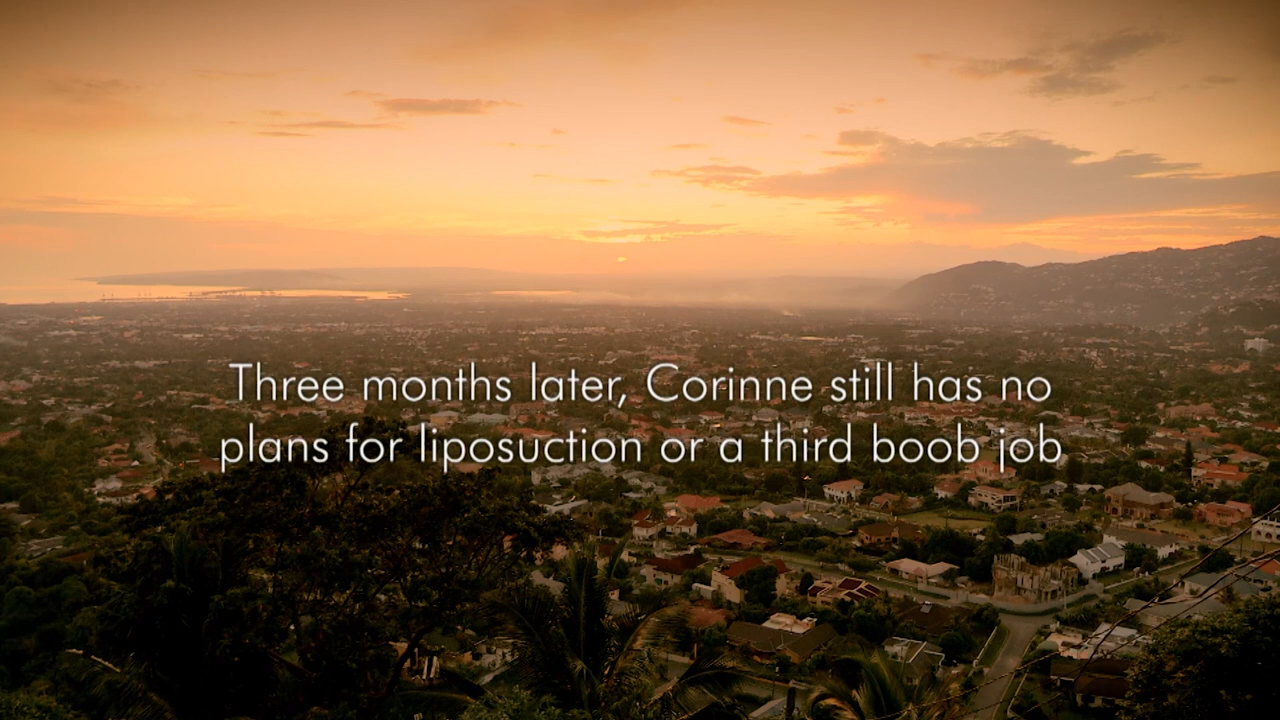 Three months later, Corinne still has no
plans for liposuction or a third boob job